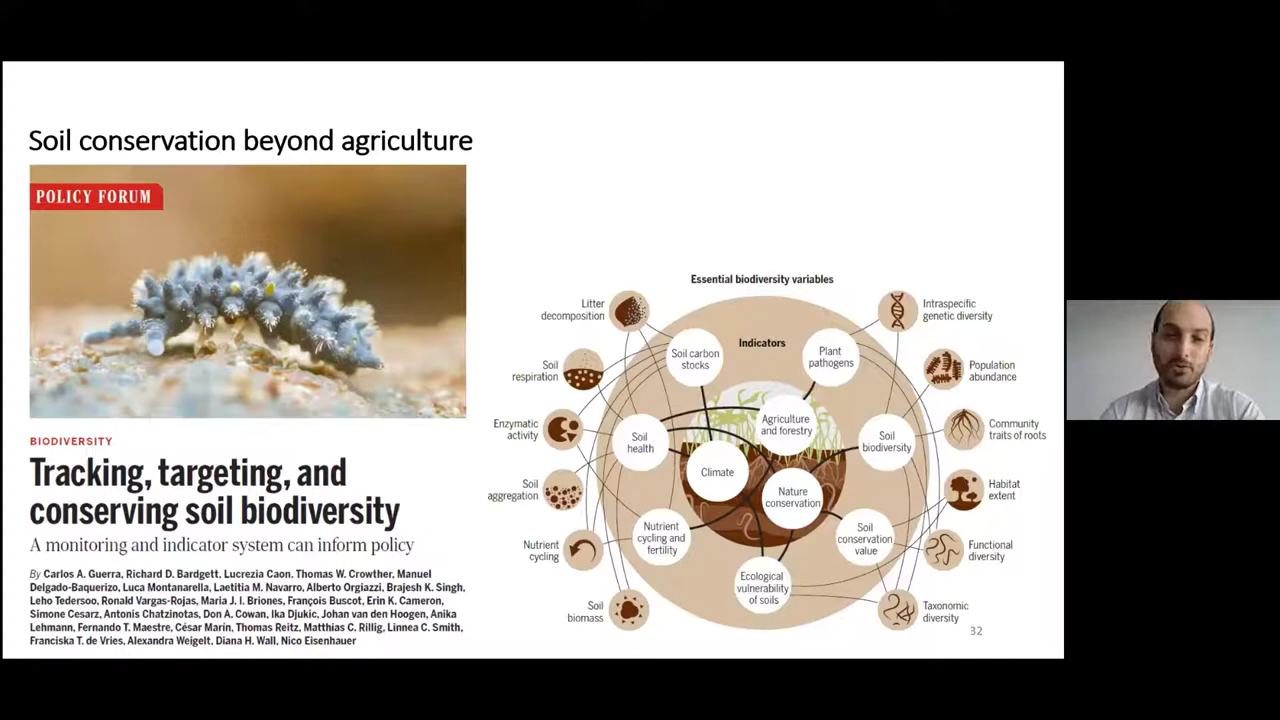 Soil conservation beyond agriculture
POLICY FORUM
BIODIVERSITY
Tracking, targeting, and
conserving soil biodiversity
A monitoring and indicator system can inform policy
By Carlos A. Guerra, Richard D. Bardgett, Lucrezia Caon, Thomas W. Crowther, Manuel
Delgado-Baquerizo, Luca Montanarella, Laetitia M. Navarro, Alberto Orgiazzi, Brajesh K. Singh,
Leho Tedersoo, Ronald Vargas-Rojas, Maria J. I. Briones, François Buscot, Erin K. Cameron,
Simone Cesarz, Antonis Chatzinotas, Don A. Cowan, Ika Djukic, Johan van den Hoogen, Anika
Lehmann, Fernando T. Maestre, César Marín, Thomas Reitz, Matthias C. Rillig, Linnea C. Smith,
Franciska T. de Vries, Alexandra Weigelt, Diana H. Wall, Nico Eisenhauer
Essential biodiversity variables
Indicators
Litter
decomposition
Soil
respiration
Enzymatic
activity
Soil
aggregation
Nutrient
cycling
Soil
biomass
Soil carbon
stocks
Plant
pathogens
Soil
health
Agriculture
and forestry
Soil
biodiversity
Climate
Nature
conservation
Nutrient
cycling and
fertility
Soil
conservation
value
Ecological
vulnerability
of soils
Intraspecific
genetic diversity
Population
abundance
Community
traits of roots
Habitat
extent
Functional
diversity
Taxonomic
diversity
32